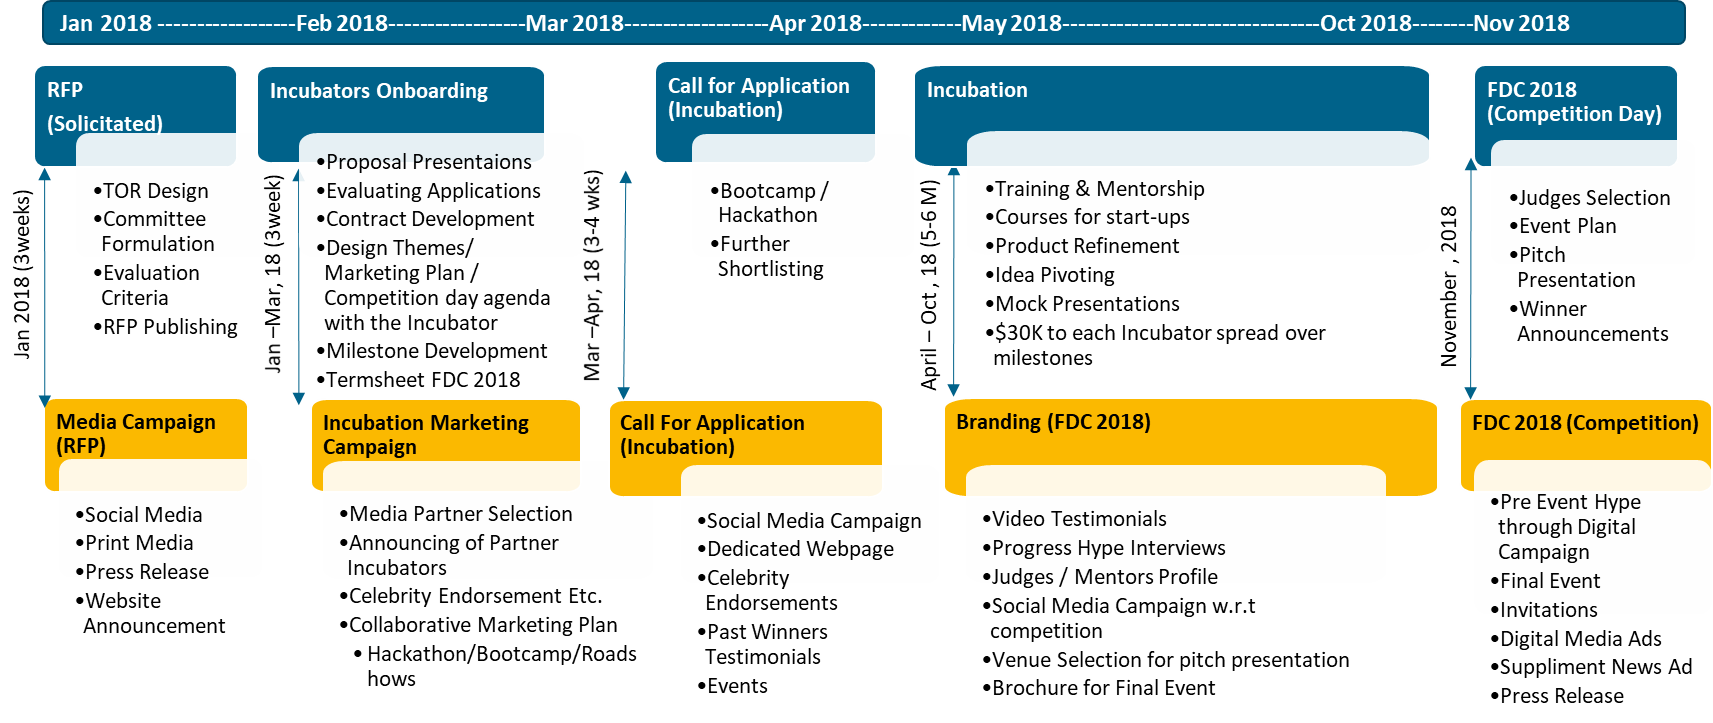 Jan 2018 ------------------Feb 2018------------------Mar 2018-------------------Apr 2018-------------May 2018----------------------------------Oct 2018--------Nov 2018
RFP
(Solicitated)
Jan 2018 (3weeks)
•TOR Design
•Committee
Formulation
•Evaluation
Criteria
•RFP Publishing
Incubators Onboarding
Jan –Mar, 18 (3week)
•Proposal Presentaions
•Evaluating Applications
•Contract Development
•Design Themes/
Marketing Plan /
Competition day agenda
with the Incubator
•Milestone Development
•Termsheet FDC 2018
Call for Application
(Incubation)
Mar –Apr, 18 (3-4 wks)
•Bootcamp /
Hackathon
•Further
Shortlisting
Incubation
April – Oct, 18 (5-6 M)
•Training & Mentorship
•Courses for start-ups
•Product Refinement
•Idea Pivoting
•Mock Presentations
•$30K to each Incubator spread over
milestones
FDC 2018
(Competition Day)
November , 2018
•Judges Selection
•Event Plan
•Pitch
Presentation
•Winner
Announcements
Media Campaign
(RFP)
•Social Media
•Print Media
•Press Release
•Website
Announcement
Incubation Marketing
Campaign
•Media Partner Selection
•Announcing of Partner
Incubators
•Celebrity Endorsement Etc.
•Collaborative Marketing Plan
• Hackathon/Bootcamp/Roads
hows
Call For Application
(Incubation)
•Social Media Campaign
•Dedicated Webpage
•Celebrity
Endorsements
•Past Winners
Testimonials
•Events
Branding (FDC 2018)
•Video Testimonials
•Progress Hype Interviews
•Judges / Mentors Profile
•Social Media Campaign w.r.t
competition
•Venue Selection for pitch presentation
•Brochure for Final Event
FDC 2018 (Competition)
•Pre Event Hype
through Digital
Campaign
•Final Event
•Invitations
•Digital Media Ads
•Suppliment News Ad
•Press Release